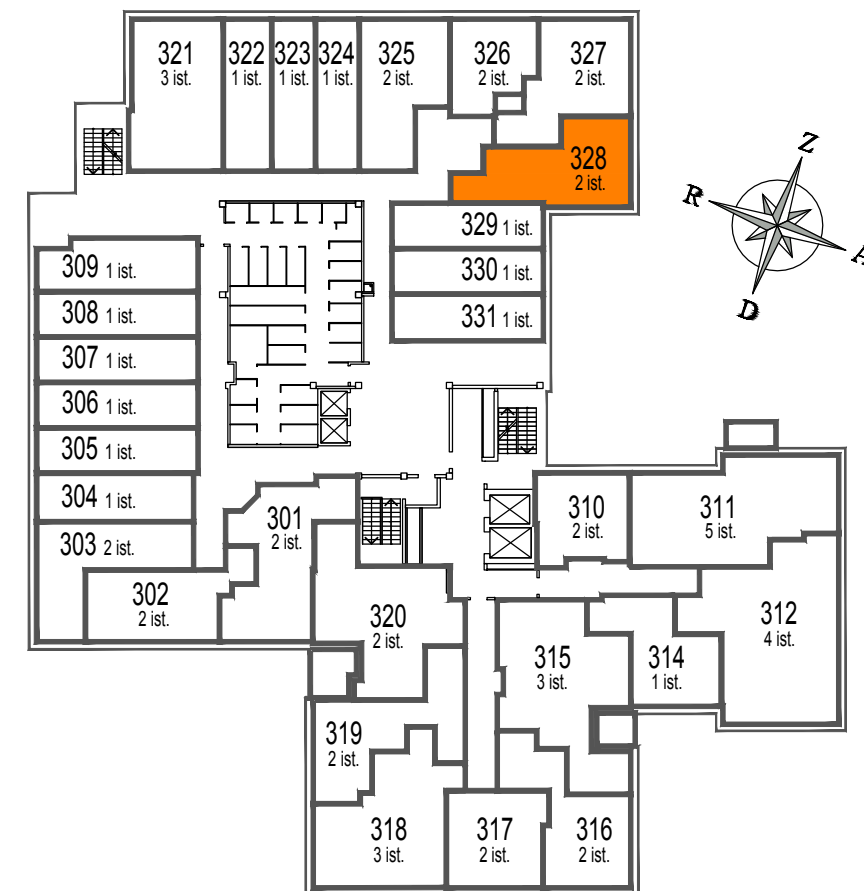 321
3 ist.
322
1 ist.
323
1 ist.
324
1 ist.
325
2 ist.
326
2 ist.
327
2 ist.
328
2 ist.
329 1 ist.
330 1 ist.
331 1 ist.
Z
R
A
D
309 1 ist.
308 1 ist.
307 1 ist.
306 1 ist.
305 1 ist.
304 1 ist.
303 2 ist.
302
2 ist.
301
2 ist.
310
2 ist.
311
5 ist.
312
4 ist.
320
2 ist.
315
3 ist.
314
1 ist.
319
2 ist.
318
3 ist.
317
2 ist.
316
2 ist.